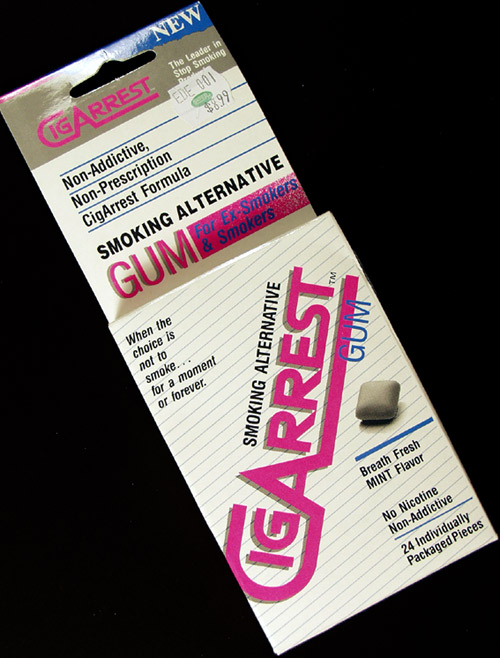 NEW
The Leader in
Stop Smoking
CIGARREST
EDE 001
$8.99
Non-Addictive,
Non-Prescription
CigArrest Formula
SMOKING ALTERNATIVE
GUM
For Ex-Smokers
& Smokers
When the
choice is
not to
smoke...
for a moment
or forever.
SMOKING ALTERNATIVE
CIGARREST™
GUM
Breath Fresh
MINT Flavor
No Nicotine
Non-Addictive
24 Individually
Packaged Pieces